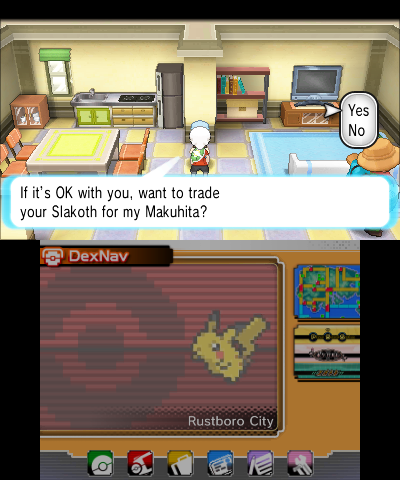 Yes
No
If it's OK with you, want to trade
your Slakoth for my Makuhita?
DexNav
Rustboro City